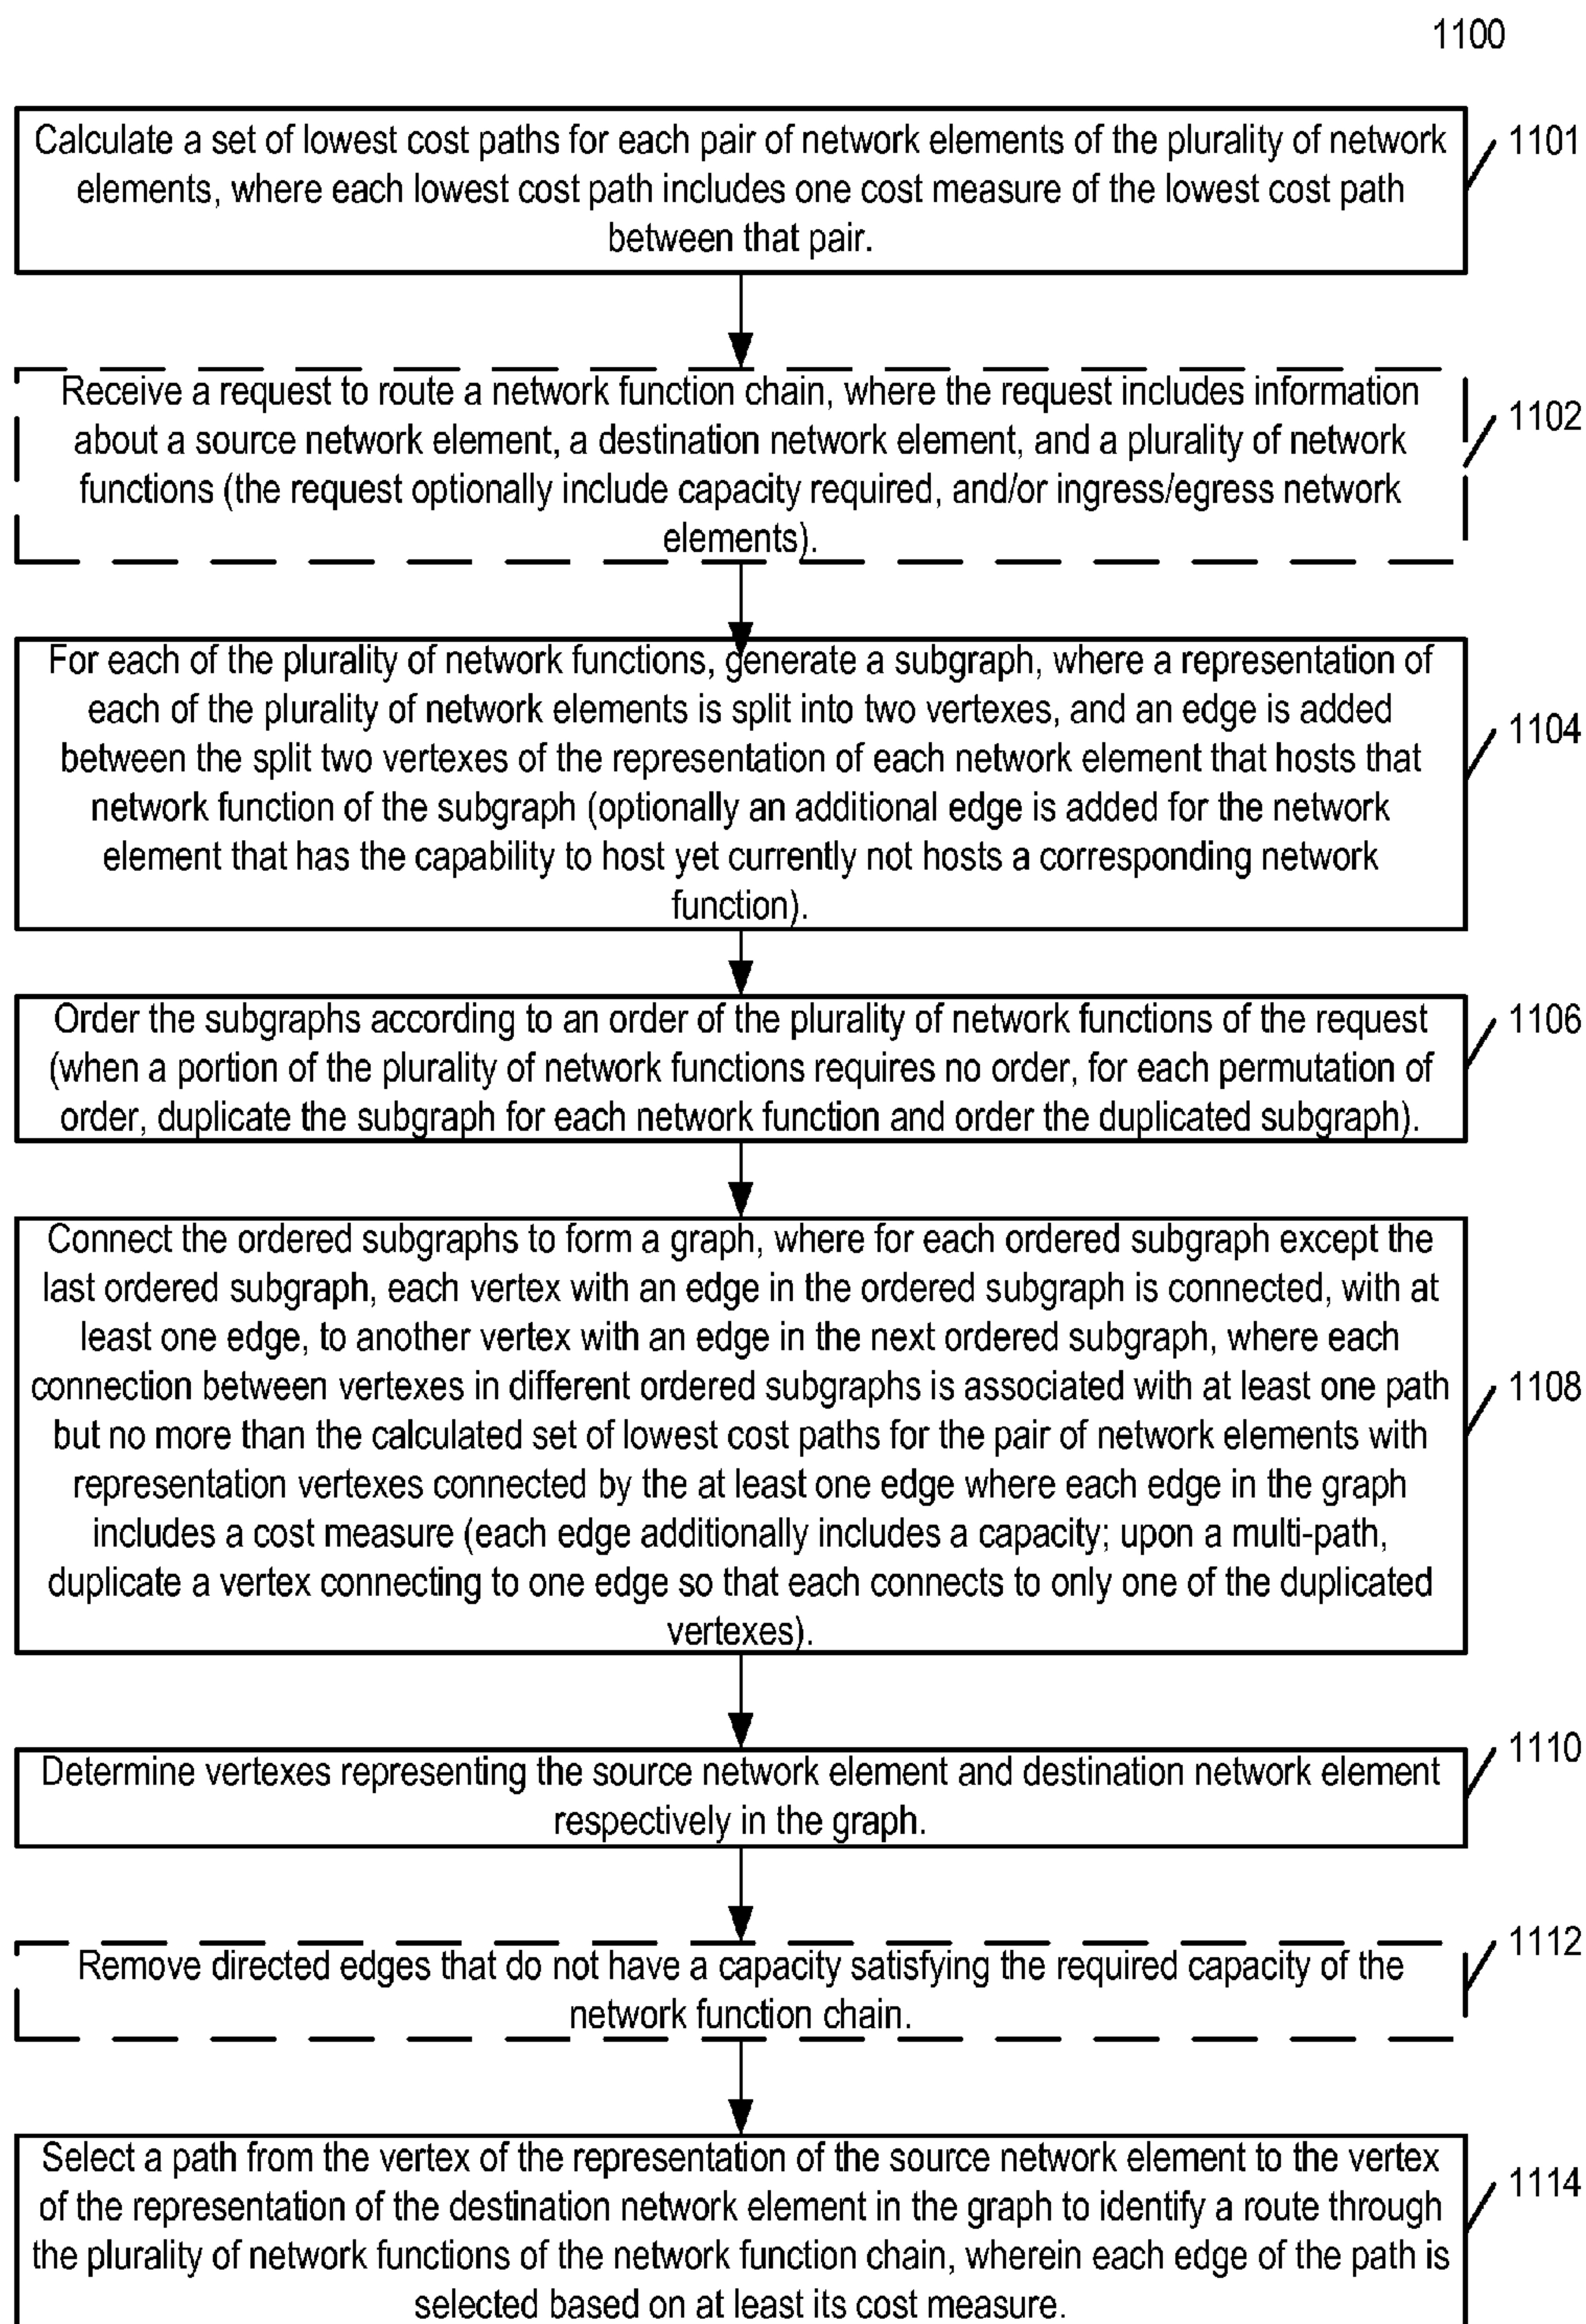 1100
Calculate a set of lowest cost paths for each pair of network elements of the plurality of network
elements, where each lowest cost path includes one cost measure of the lowest cost path
between that pair.
1101
Receive a request to route a network function chain, where the request includes information
about a source network element, a destination network element, and a plurality of network
functions (the request optionally include capacity required, and/or ingress/egress network
elements).
1102
For each of the plurality of network functions, generate a subgraph, where a representation of
each of the plurality of network elements is split into two vertexes, and an edge is added
between the split two vertexes of the representation of each network element that hosts that
network function of the subgraph (optionally an additional edge is added for the network
element that has the capability to host yet currently not hosts a corresponding network
function).
1104
Order the subgraphs according to an order of the plurality of network functions of the request
(when a portion of the plurality of network functions requires no order, for each permutation of
order, duplicate the subgraph for each network function and order the duplicated subgraph).
1106
Connect the ordered subgraphs to form a graph, where for each ordered subgraph except the
last ordered subgraph, each vertex with an edge in the ordered subgraph is connected, with at
least one edge, to another vertex with an edge in the next ordered subgraph, where each
connection between vertexes in different ordered subgraphs is associated with at least one path
but no more than the calculated set of lowest cost paths for the pair of network elements with
representation vertexes connected by the at least one edge where each edge in the graph
includes a cost measure (each edge additionally includes a capacity; upon a multi-path,
duplicate a vertex connecting to one edge so that each connects to only one of the duplicated
vertexes).
1108
Determine vertexes representing the source network element and destination network element
respectively in the graph.
1110
Remove directed edges that do not have a capacity satisfying the required capacity of the
network function chain.
1112
Select a path from the vertex of the representation of the source network element to the vertex
of the representation of the destination network element in the graph to identify a route through
the plurality of network functions of the network function chain, wherein each edge of the path is
selected based on at least its cost measure.
1114